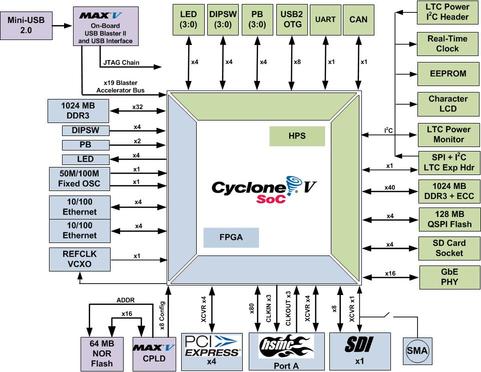 Mini-USB
2.0
MAX V
On-Board
USB Blaster II
and USB Interface
JTAG Chain
x19 Blaster
Accelerator Bus
LED
(3:0)
DIPSW
(3:0)
PB
(3:0)
USB2
OTG
UART
CAN
x4
x4
x4
x8
x1
x1
LTC Power
I²C Header
Real-Time
Clock
EEPROM
Character
LCD
LTC Power
Monitor
I²C
SPI + I²C
LTC Exp Hdr
x1
1024 MB
DDR3 + ECC
x40
128 MB
QSPI Flash
x4
SD Card
Socket
x4
GbE
PHY
x16
1024 MB
DDR3
x32
DIPSW
x4
PB
x2
LED
x4
50M/100M
Fixed OSC
x1
x1
10/100
Ethernet
x4
10/100
Ethernet
x4
REFCLK
VCXO
x1
HPS
Cyclone V
SoC
FPGA
ADDR
x16
x8 Config
64 MB
NOR
Flash
MAX V
CPLD
XCVR x4
PCI
EXPRESS
x4
x80
CLKIN x3
CLKOUT x3
XCVR x4
hsmc
Port A
x8
XCVR x1
SDI
x1
SMA